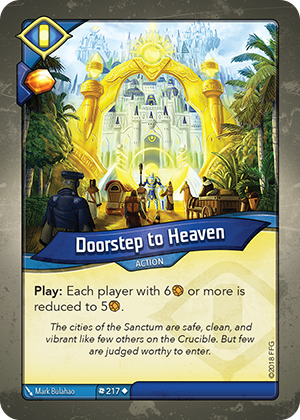 Doorstep to Heaven
ACTION
Play: Each player with 6 or more is
reduced to 5.
The cities of the Sanctum are safe, clean, and
vibrant like few others on the Crucible. But few
are judged worthy to enter.
©2018 FFG
Mark Bulahao
217